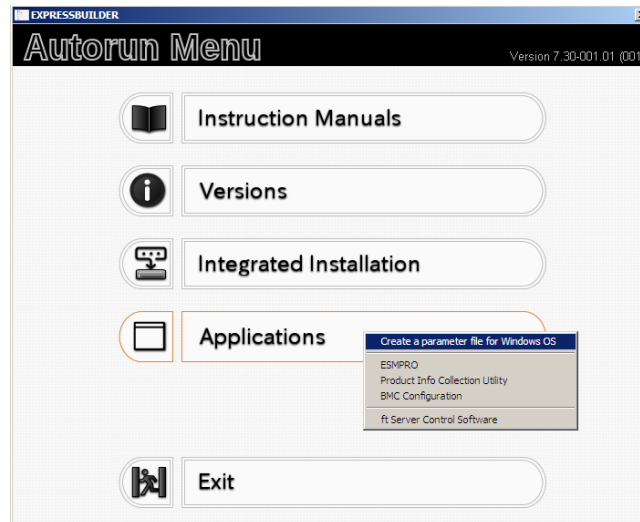 EXPRESSBUILDER
Autorun Menu
Version 7.30-001.01 (001
Instruction Manuals
Versions
Integrated Installation
Applications
Create a parameter file for Windows OS
ESMPRO
Product Info Collection Utility
BMC Configuration
ft Server Control Software
Exit